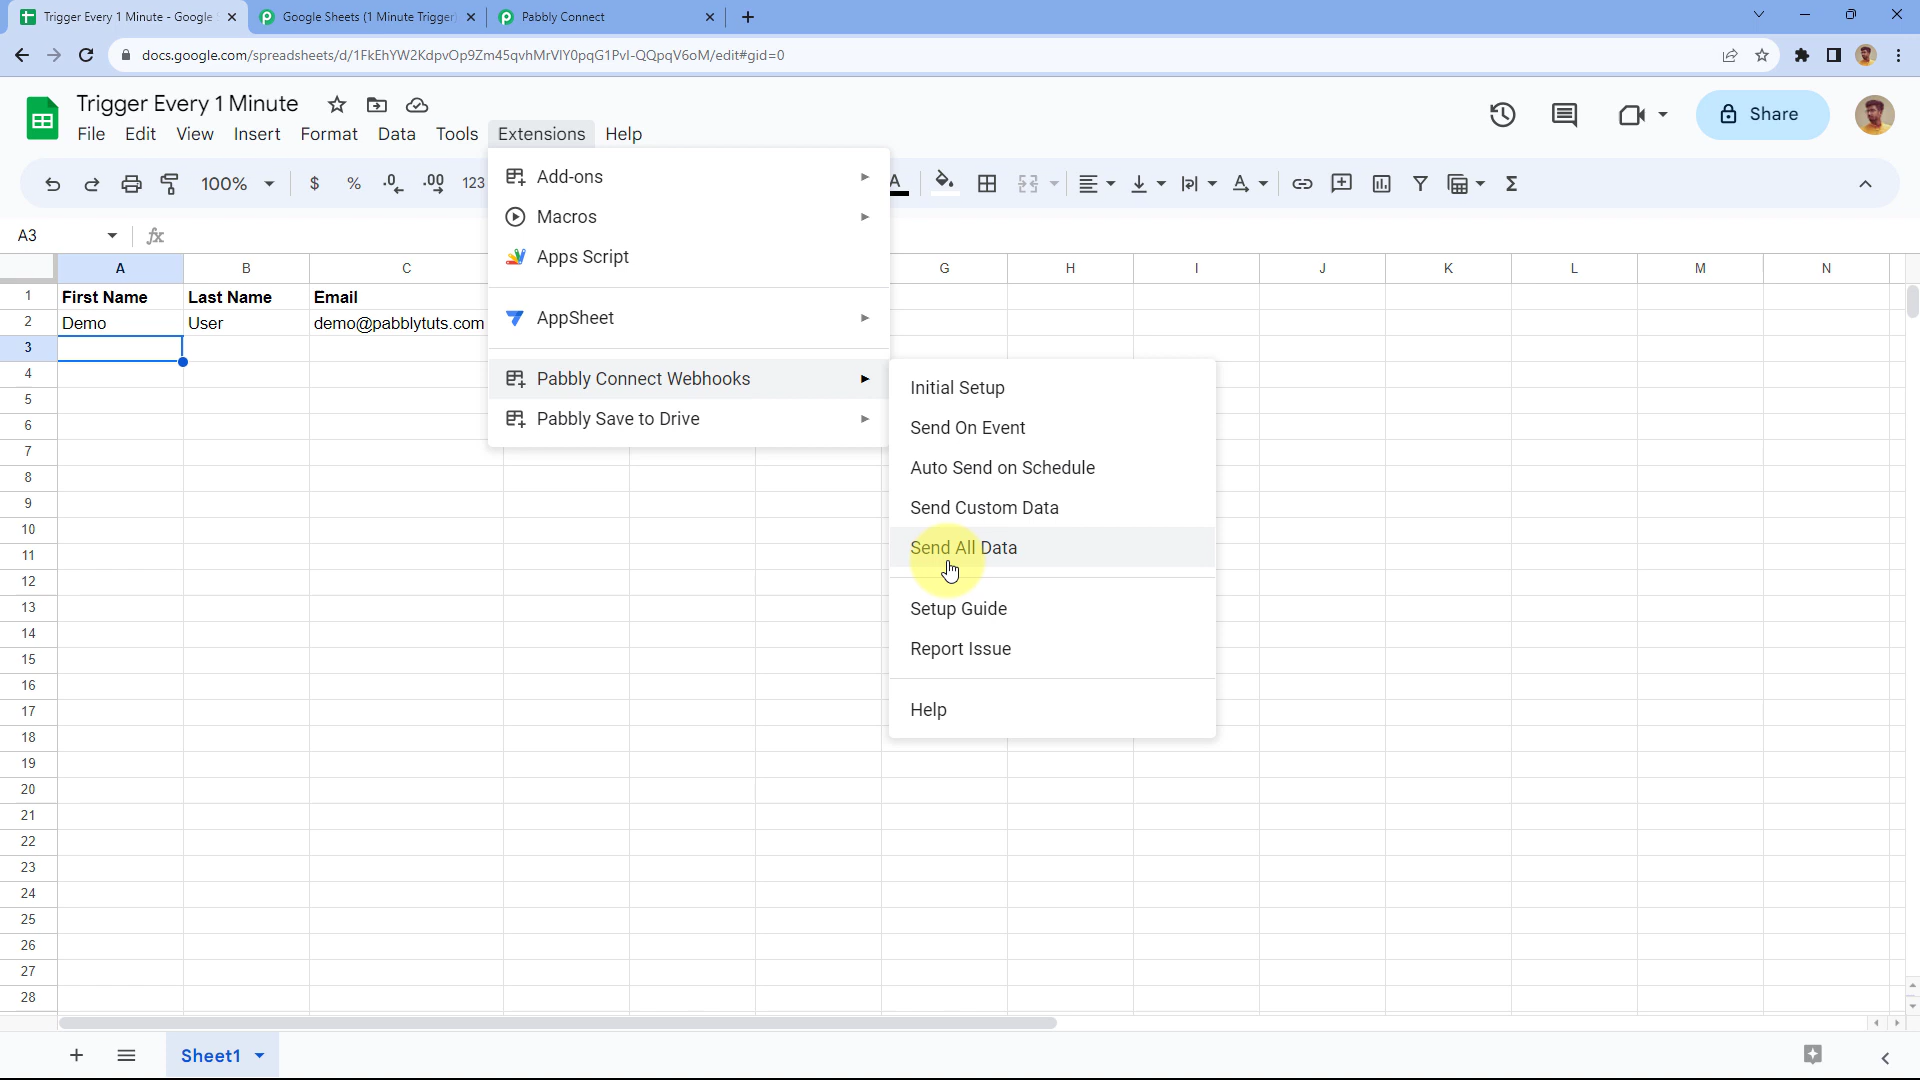 Trigger Every 1 Minute - Google
Google Sheets (1 Minute Trigger
Pabbly Connect
docs.google.com/spreadsheets/d/1FkEhYW2KdpvOp9Zm45qvhMrVlY0pqG1PvI-QQpqV6oM/edit#gid=0
Trigger Every 1 Minute
File Edit View Insert Format Data Tools Extensions Help
Share
100% $ % .0 .00 123 A A
A3 fx
A B C G H I J K L M N
1 First Name Last Name Email
2 Demo User demo@pabblytuts.com
3
4
5
6
7
8
9
10
11
12
13
14
15
16
17
18
19
20
21
22
23
24
25
26
27
28
Add-ons
Macros
Apps Script
AppSheet
Pabbly Connect Webhooks
Pabbly Save to Drive
Initial Setup
Send On Event
Auto Send on Schedule
Send Custom Data
Send All Data
Setup Guide
Report Issue
Help
Sheet1